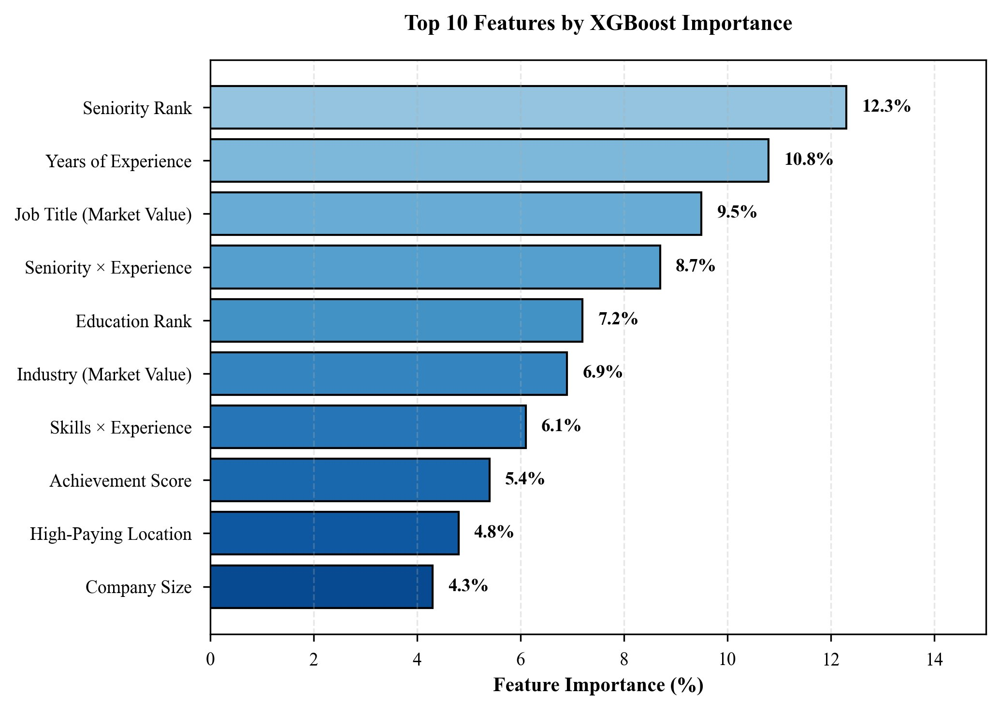 Top 10 Features by XGBoost Importance
Seniority Rank
12.3%
Years of Experience
10.8%
Job Title (Market Value)
9.5%
Seniority × Experience
8.7%
Education Rank
7.2%
Industry (Market Value)
6.9%
Skills × Experience
6.1%
Achievement Score
5.4%
High-Paying Location
4.8%
Company Size
4.3%
0 2 4 6 8 10 12 14
Feature Importance (%)